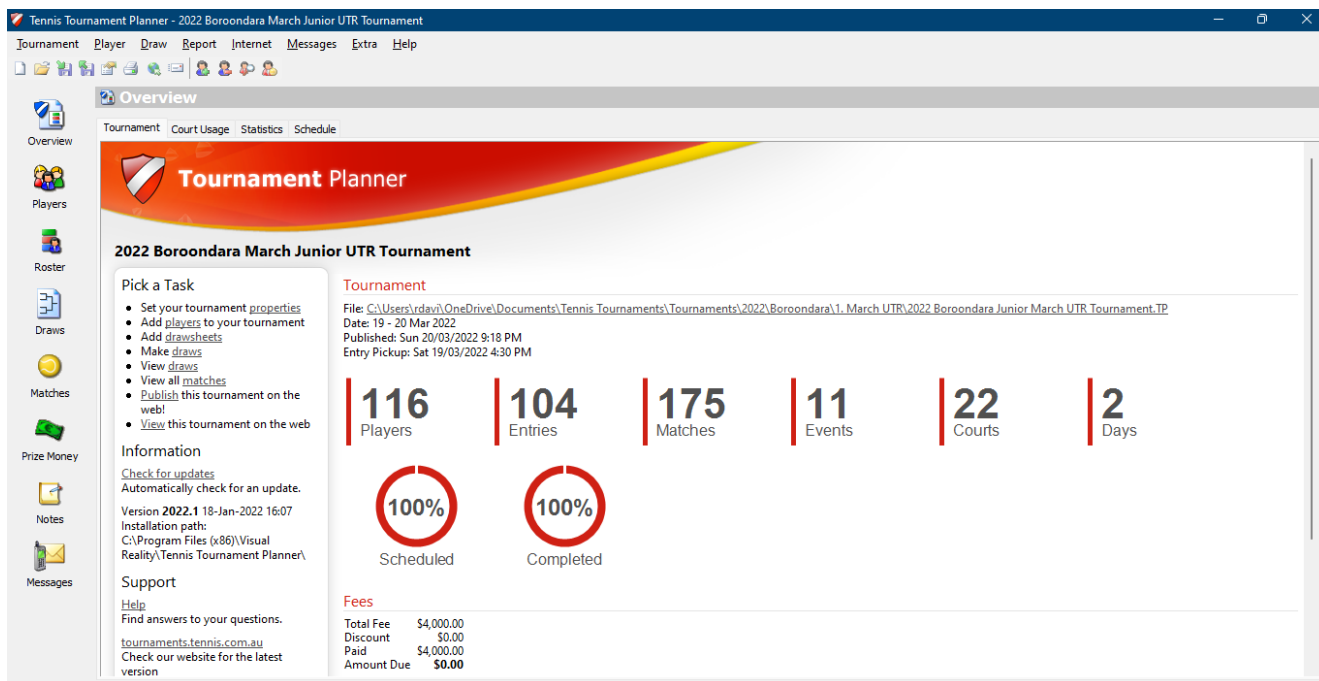 Tennis Tournament Planner - 2022 Boroondara March Junior UTR Tournament
Tournament Player Draw Report Internet Messages Extra Help
Overview
Tournament Court Usage Statistics Schedule
Overview
Players
Roster
Draws
Matches
Prize Money
Notes
Messages
Tournament Planner
2022 Boroondara March Junior UTR Tournament
Pick a Task
Set your tournament properties
Add players to your tournament
Add drawsheets
Make draws
View draws
View all matches
Publish this tournament on the
web!
View this tournament on the web
Information
Check for updates
Automatically check for an update.
Version 2022.1 18-Jan-2022 16:07
Installation path:
C:\Program Files (x86)\Visual
Reality\Tennis Tournament Planner\
Support
Help
Find answers to your questions.
tournaments.tennis.com.au
Check our website for the latest
version
Tournament
File: C:\Users\rdavi\OneDrive\Documents\Tennis Tournaments\Tournaments\2022\Boroondara\1. March UTR\2022 Boroondara Junior March UTR Tournament.TP
Date: 19 - 20 Mar 2022
Published: Sun 20/03/2022 9:18 PM
Entry Pickup: Sat 19/03/2022 4:30 PM
116 104 175 11 22 2
Players Entries Matches Events Courts Days
100% 100%
Scheduled Completed
Fees
Total Fee $4,000.00
Discount $0.00
Paid $4,000.00
Amount Due $0.00